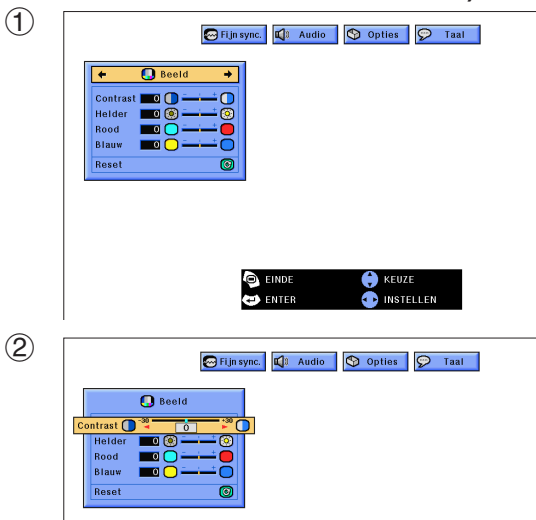 ①
Fijn sync. Audio Opties Taal
Beeld
Contrast 0 - +
Helder 0 - +
Rood 0 - +
Blauw 0 - +
Reset
EINDE KEUZE
ENTER INSTELLEN
②
Fijn sync. Audio Opties Taal
Beeld
Contrast -30 0 +30
Helder 0 - +
Rood 0 - +
Blauw 0 - +
Reset